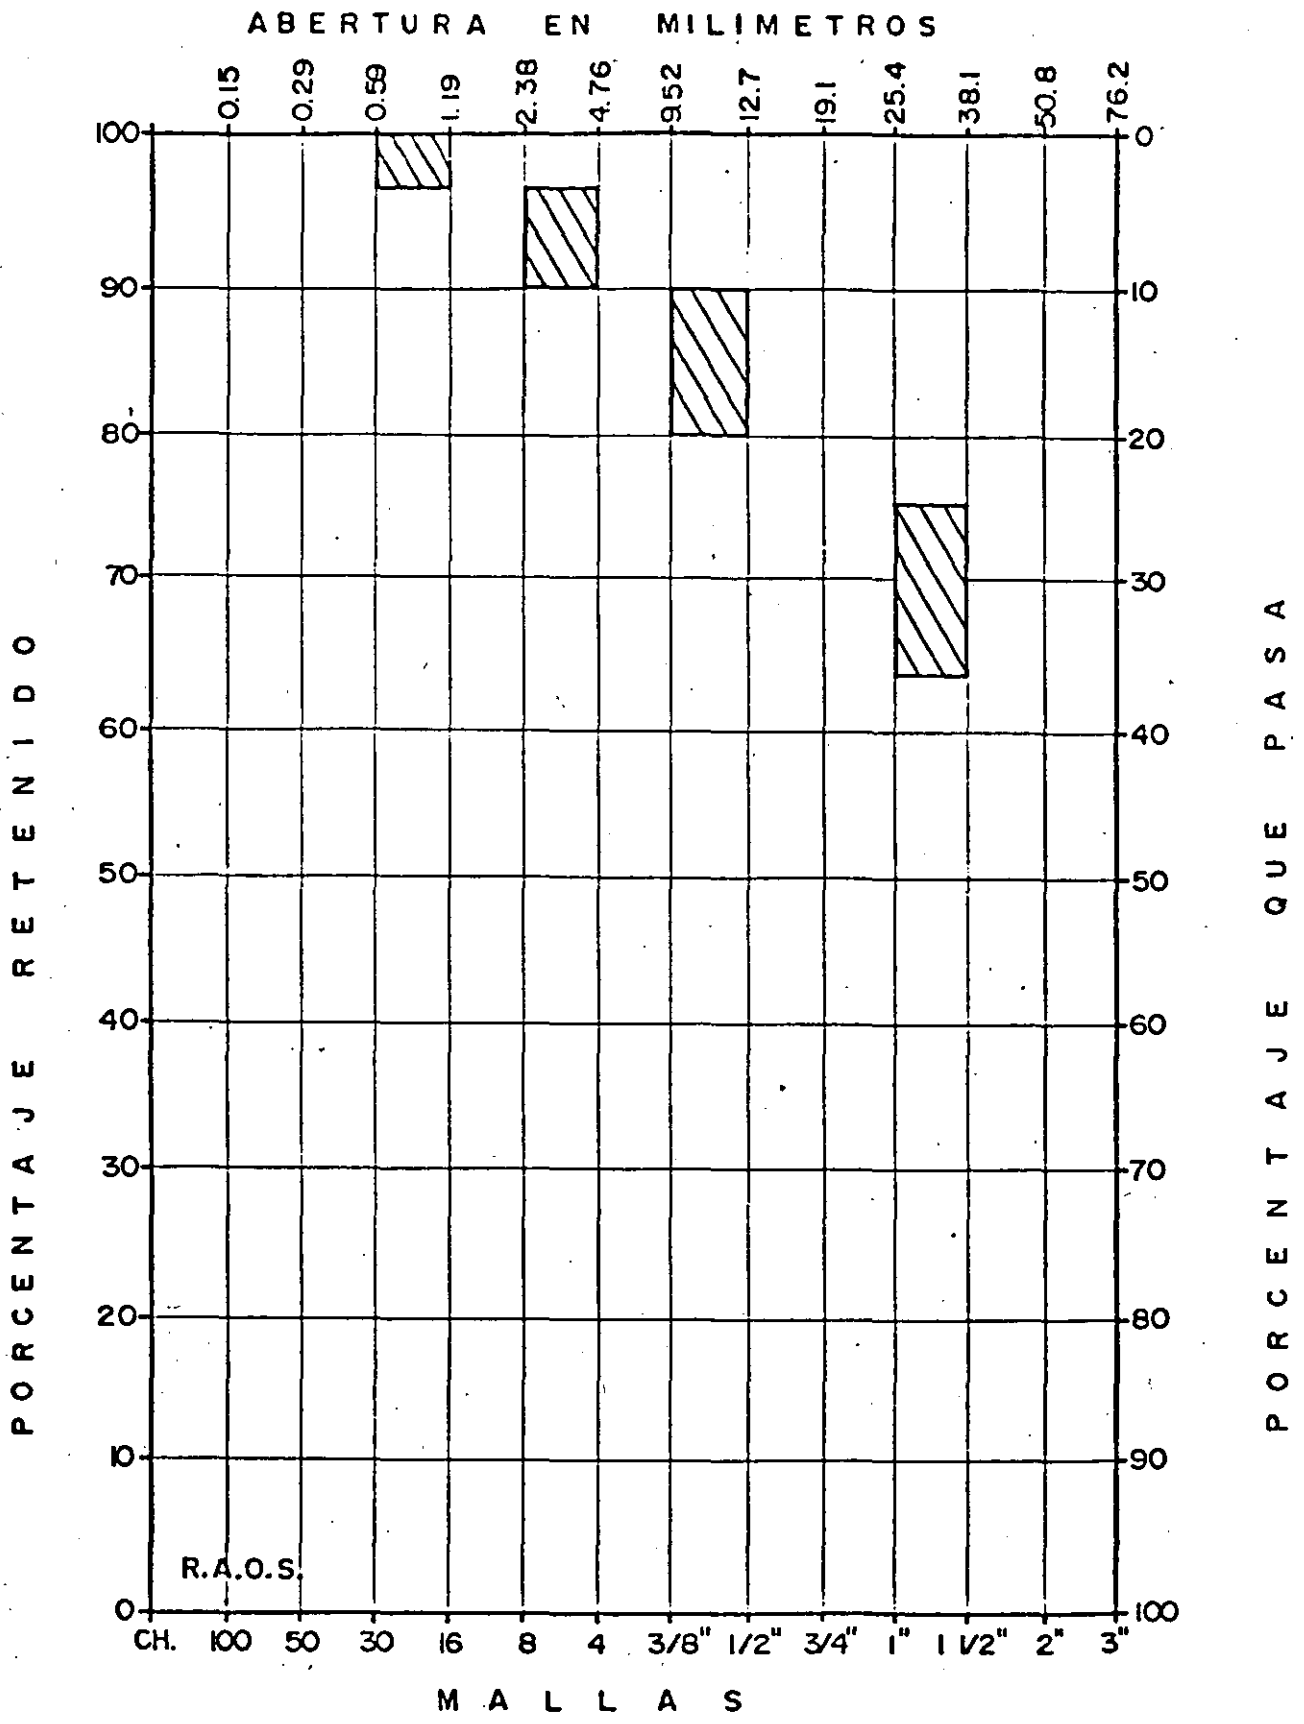 ABERTURA EN MILIMETROS
0.15 0.29 0.59 1.19 2.38 4.76 9.52 12.7 19.1 25.4 38.1 50.8 76.2
100 0
90 10
80 20
70 30
60 40
50 50
40 60
30 70
20 80
10 90
0 100
PORCENTAJE RETENIDO
PORCENTAJE QUE PASA
R.A.O.S.
CH. 100 50 30 16 8 4 3/8" 1/2" 3/4" 1" 1 1/2" 2" 3"
MALLAS